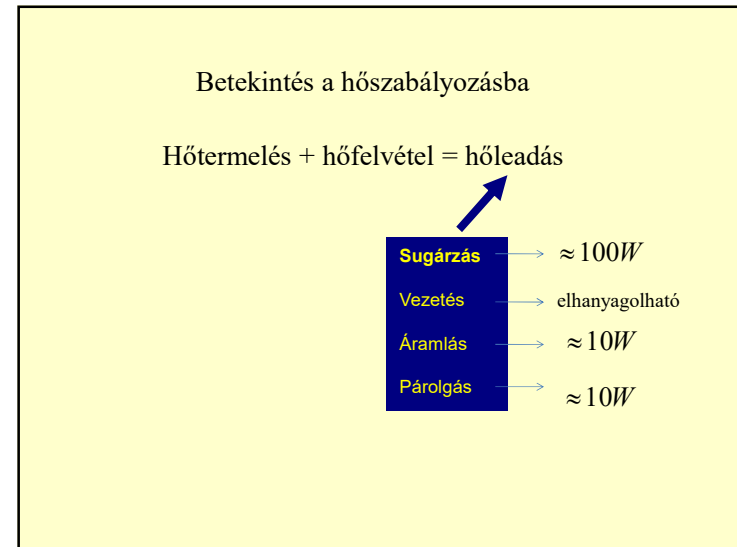 Betekintés a hőszabályozásba
Hőtermelés + hőfelvétel = hőleadás
Sugárzás ≈100W
Vezetés elhanyagolható
Áramlás ≈10W
Párolgás ≈10W